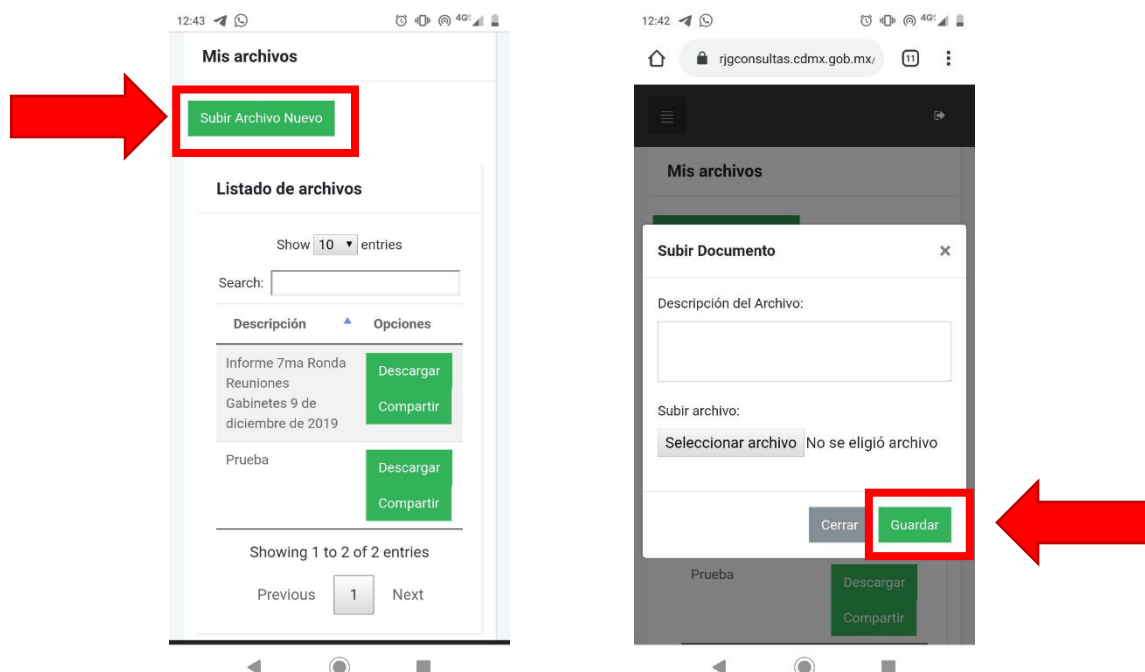 12:43
4G
Mis archivos
Subir Archivo Nuevo
Listado de archivos
Show 10 entries
Search:
Descripción Opciones
Informe 7ma Ronda
Reuniones
Gabinetes 9 de
diciembre de 2019
Descargar
Compartir
Prueba
Descargar
Compartir
Showing 1 to 2 of 2 entries
Previous 1 Next
12:42
4G
rjgconsultas.cdmx.gob.mx/
11
Mis archivos
Subir Documento ×
Descripción del Archivo:
Subir archivo:
Seleccionar archivo No se eligió archivo
Cerrar Guardar
Prueba
Descargar
Compartir